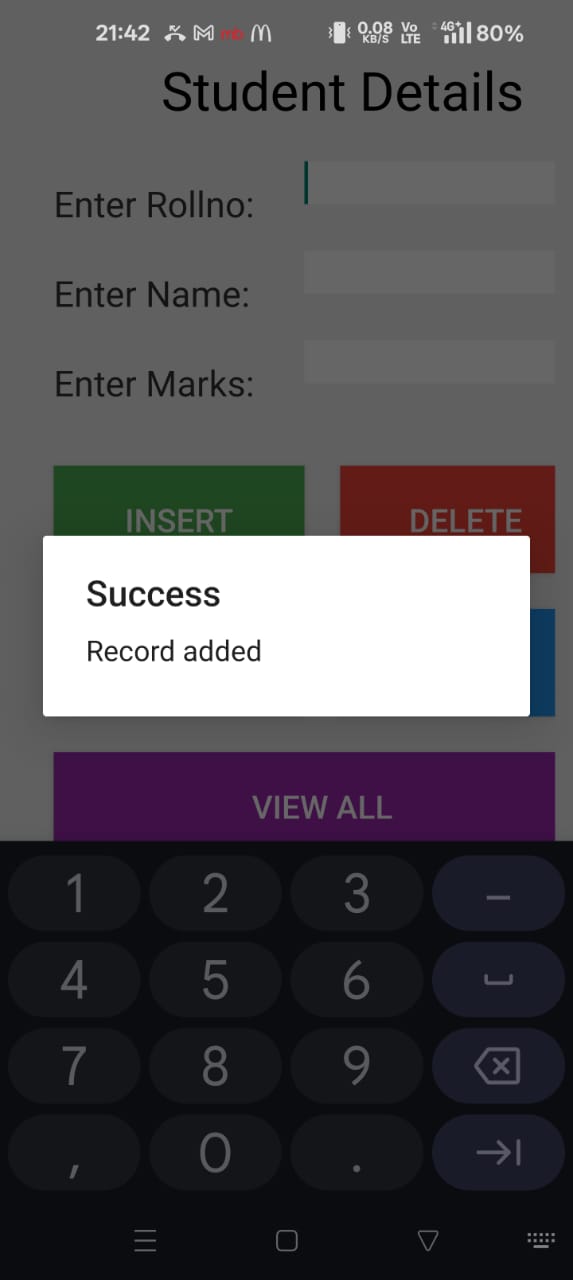 21:42 mb 0.08 KB/S Vo LTE 4G+ 80%
Student Details
Enter Rollno:
Enter Name:
Enter Marks:
INSERT DELETE
Success
Record added
VIEW ALL
1 2 3 –
4 5 6
7 8 9
, 0 .